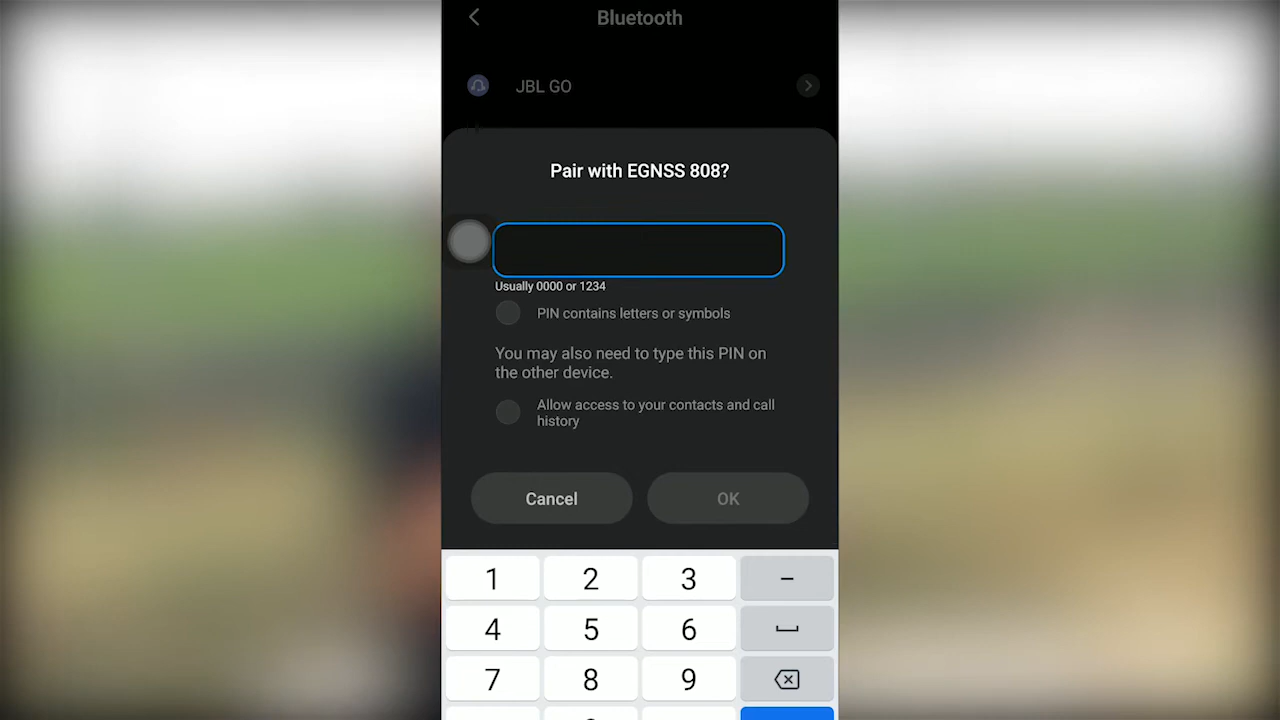 Bluetooth
JBL GO
Pair with EGNSS 808?
Usually 0000 or 1234
PIN contains letters or symbols
You may also need to type this PIN on
the other device.
Allow access to your contacts and call
history
Cancel OK
1 2 3 –
4 5 6
7 8 9